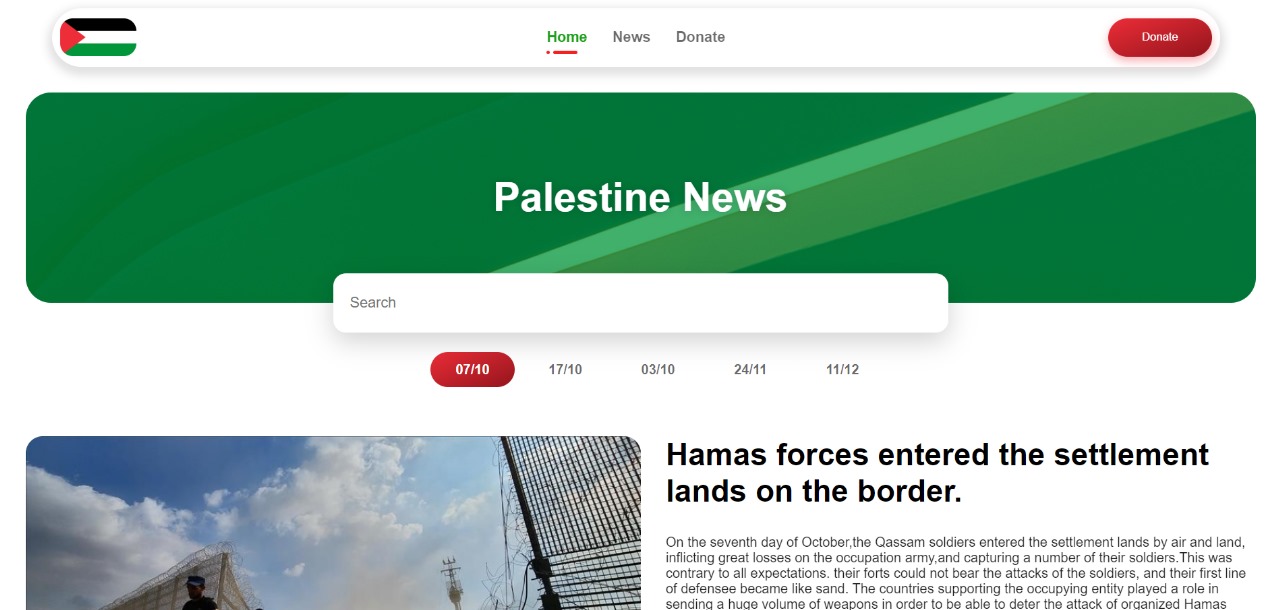 Home News Donate Donate
Palestine News
Search
07/10 17/10 03/10 24/11 11/12
Hamas forces entered the settlement
lands on the border.
On the seventh day of October,the Qassam soldiers entered the settlement lands by air and land,
inflicting great losses on the occupation army,and capturing a number of their soldiers.This was
contrary to all expectations. their forts could not bear the attacks of the soldiers, and their first line
of defensee became like sand. The countries supporting the occupying entity played a role in
sending a huge volume of weapons in order to be able to deter the attack of organized Hamas